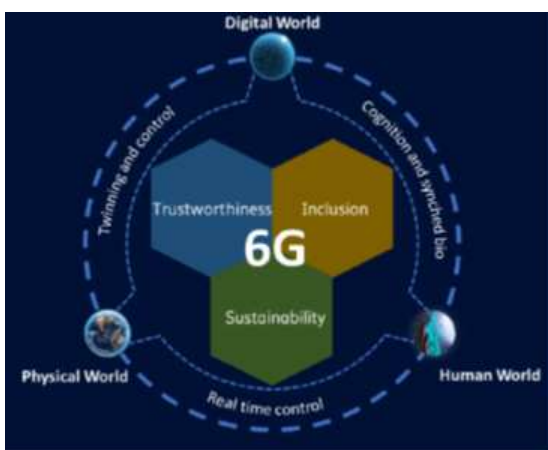 Digital World
Twinning and control
Cognition and synched bio
Trustworthiness
Inclusion
6G
Sustainability
Physical World
Human World
Real time control